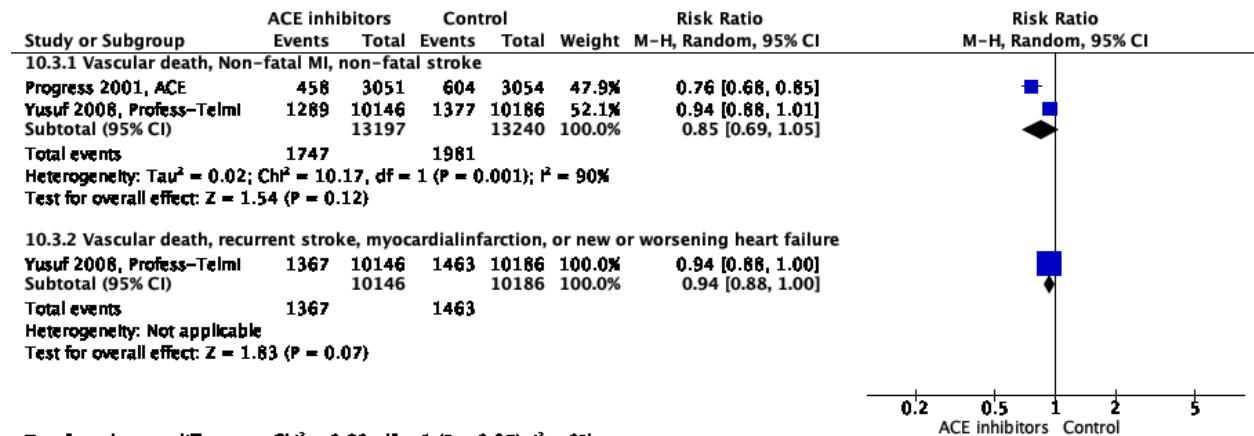 ACE inhibitors Control Risk Ratio Risk Ratio
Study or Subgroup Events Total Events Total Weight M-H, Random, 95% CI M-H, Random, 95% CI
10.3.1 Vascular death, Non-fatal MI, non-fatal stroke
Progress 2001, ACE 458 3051 604 3054 47.9% 0.76 [0.68, 0.85]
Yusuf 2008, Profess-Telmi 1289 10146 1377 10186 52.1% 0.94 [0.88, 1.01]
Subtotal (95% CI) 13197 13240 100.0% 0.85 [0.69, 1.05]
Total events 1747 1981
Heterogeneity: Tau² = 0.02; Chi² = 10.17, df = 1 (P = 0.001); I² = 90%
Test for overall effect: Z = 1.54 (P = 0.12)
10.3.2 Vascular death, recurrent stroke, myocardialinfarction, or new or worsening heart failure
Yusuf 2008, Profess-Telmi 1367 10146 1463 10186 100.0% 0.94 [0.88, 1.00]
Subtotal (95% CI) 10146 10186 100.0% 0.94 [0.88, 1.00]
Total events 1367 1463
Heterogeneity: Not applicable
Test for overall effect: Z = 1.83 (P = 0.07)
0.2 0.5 1 2 5
ACE inhibitors Control